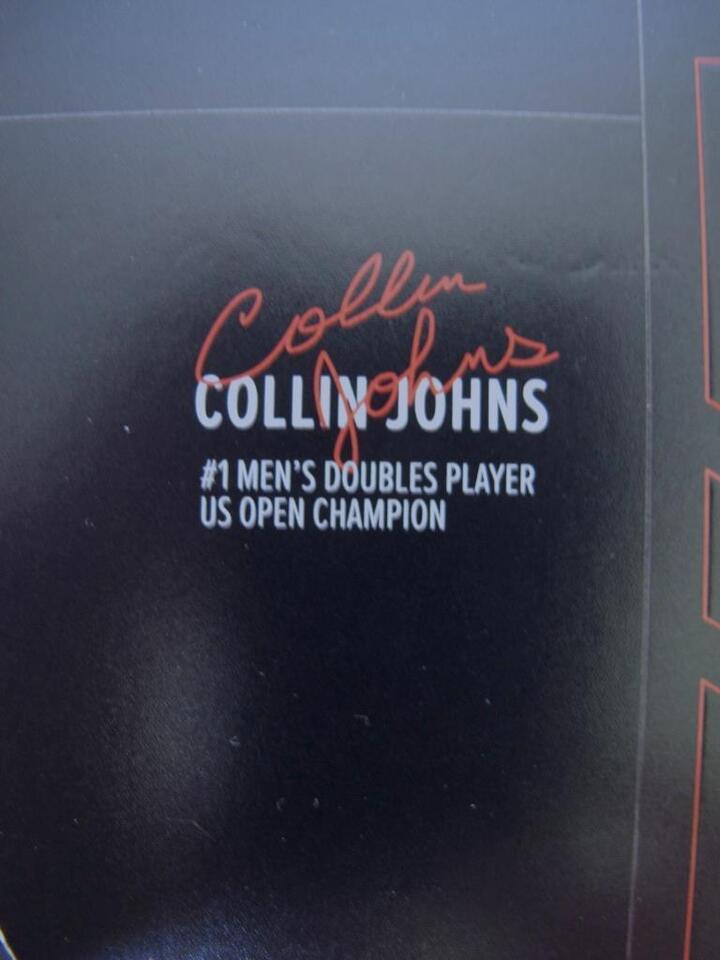 Collin
Johns
COLLIN JOHNS
#1 MEN'S DOUBLES PLAYER
US OPEN CHAMPION